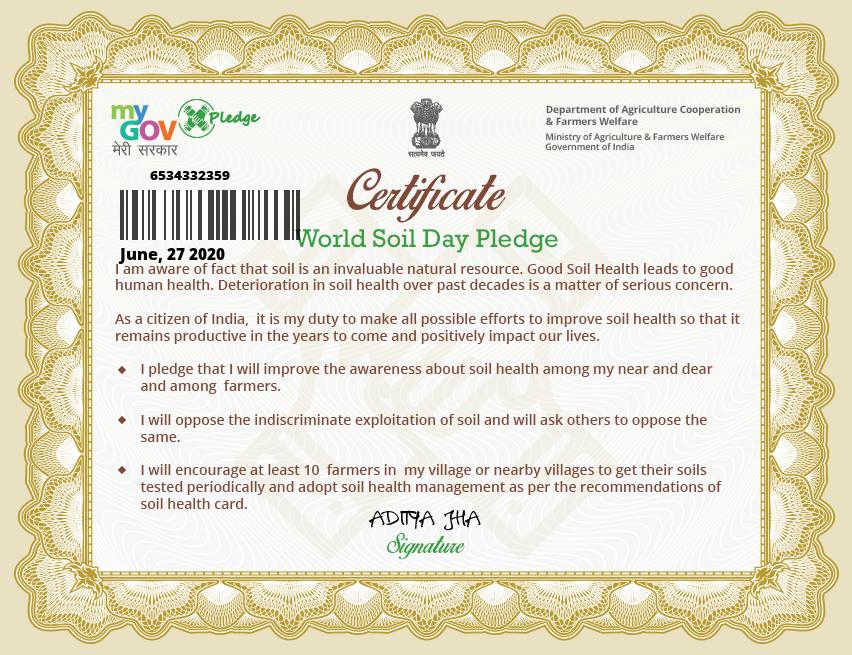 my
GOV
मेरी सरकार
Pledge
सत्यमेव जयते
Department of Agriculture Cooperation
& Farmers Welfare
Ministry of Agriculture & Farmers Welfare
Government of India
6534332359
June, 27 2020
Certificate
World Soil Day Pledge
I am aware of fact that soil is an invaluable natural resource. Good Soil Health leads to good
human health. Deterioration in soil health over past decades is a matter of serious concern.
As a citizen of India, it is my duty to make all possible efforts to improve soil health so that it
remains productive in the years to come and positively impact our lives.
◆ I pledge that I will improve the awareness about soil health among my near and dear
and among farmers.
◆ I will oppose the indiscriminate exploitation of soil and will ask others to oppose the
same.
◆ I will encourage at least 10 farmers in my village or nearby villages to get their soils
tested periodically and adopt soil health management as per the recommendations of
soil health card.
ADITYA JHA
Signature